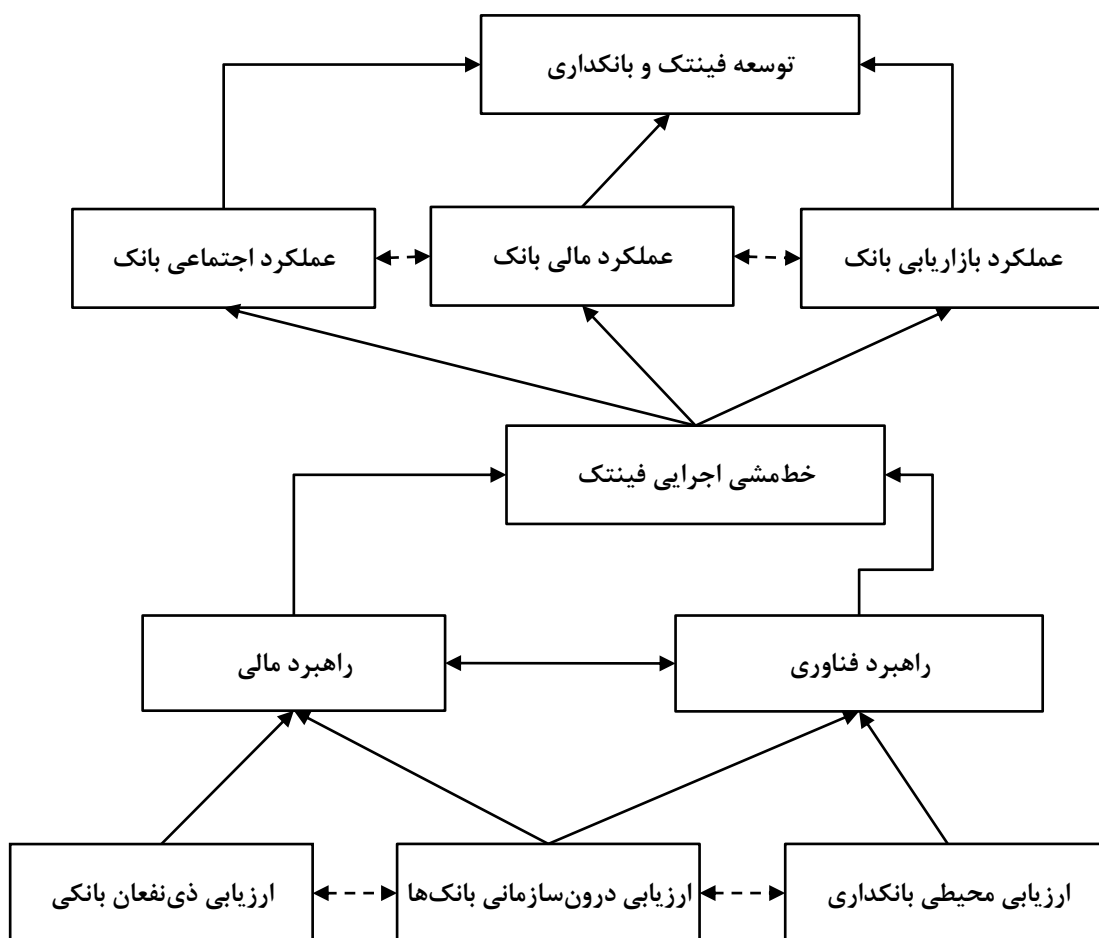 توسعه فینتک و بانکداری
عملکرد بازاریابی بانک
عملکرد مالی بانک
عملکرد اجتماعی بانک
خط‌مشی اجرایی فینتک
راهبرد فناوری
راهبرد مالی
ارزیابی محیطی بانکداری
ارزیابی درون‌سازمانی بانک‌ها
ارزیابی ذی‌نفعان بانکی